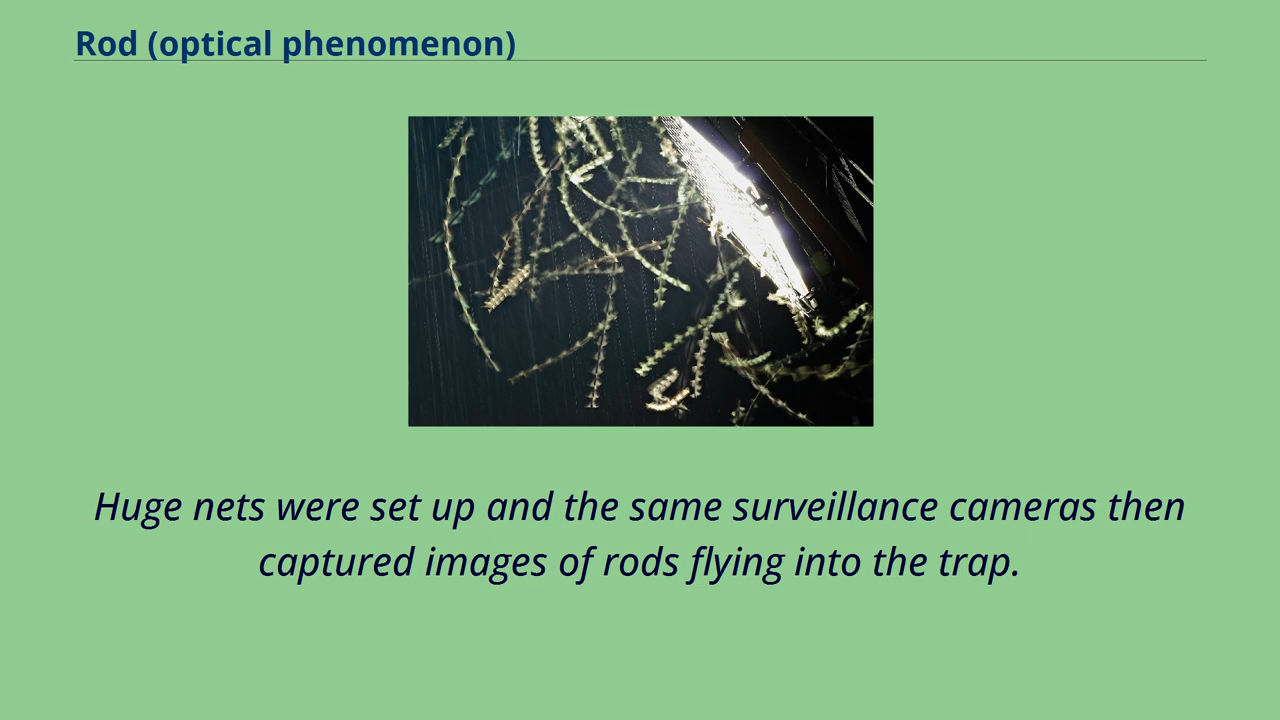 Rod (optical phenomenon)
Huge nets were set up and the same surveillance cameras then
captured images of rods flying into the trap.